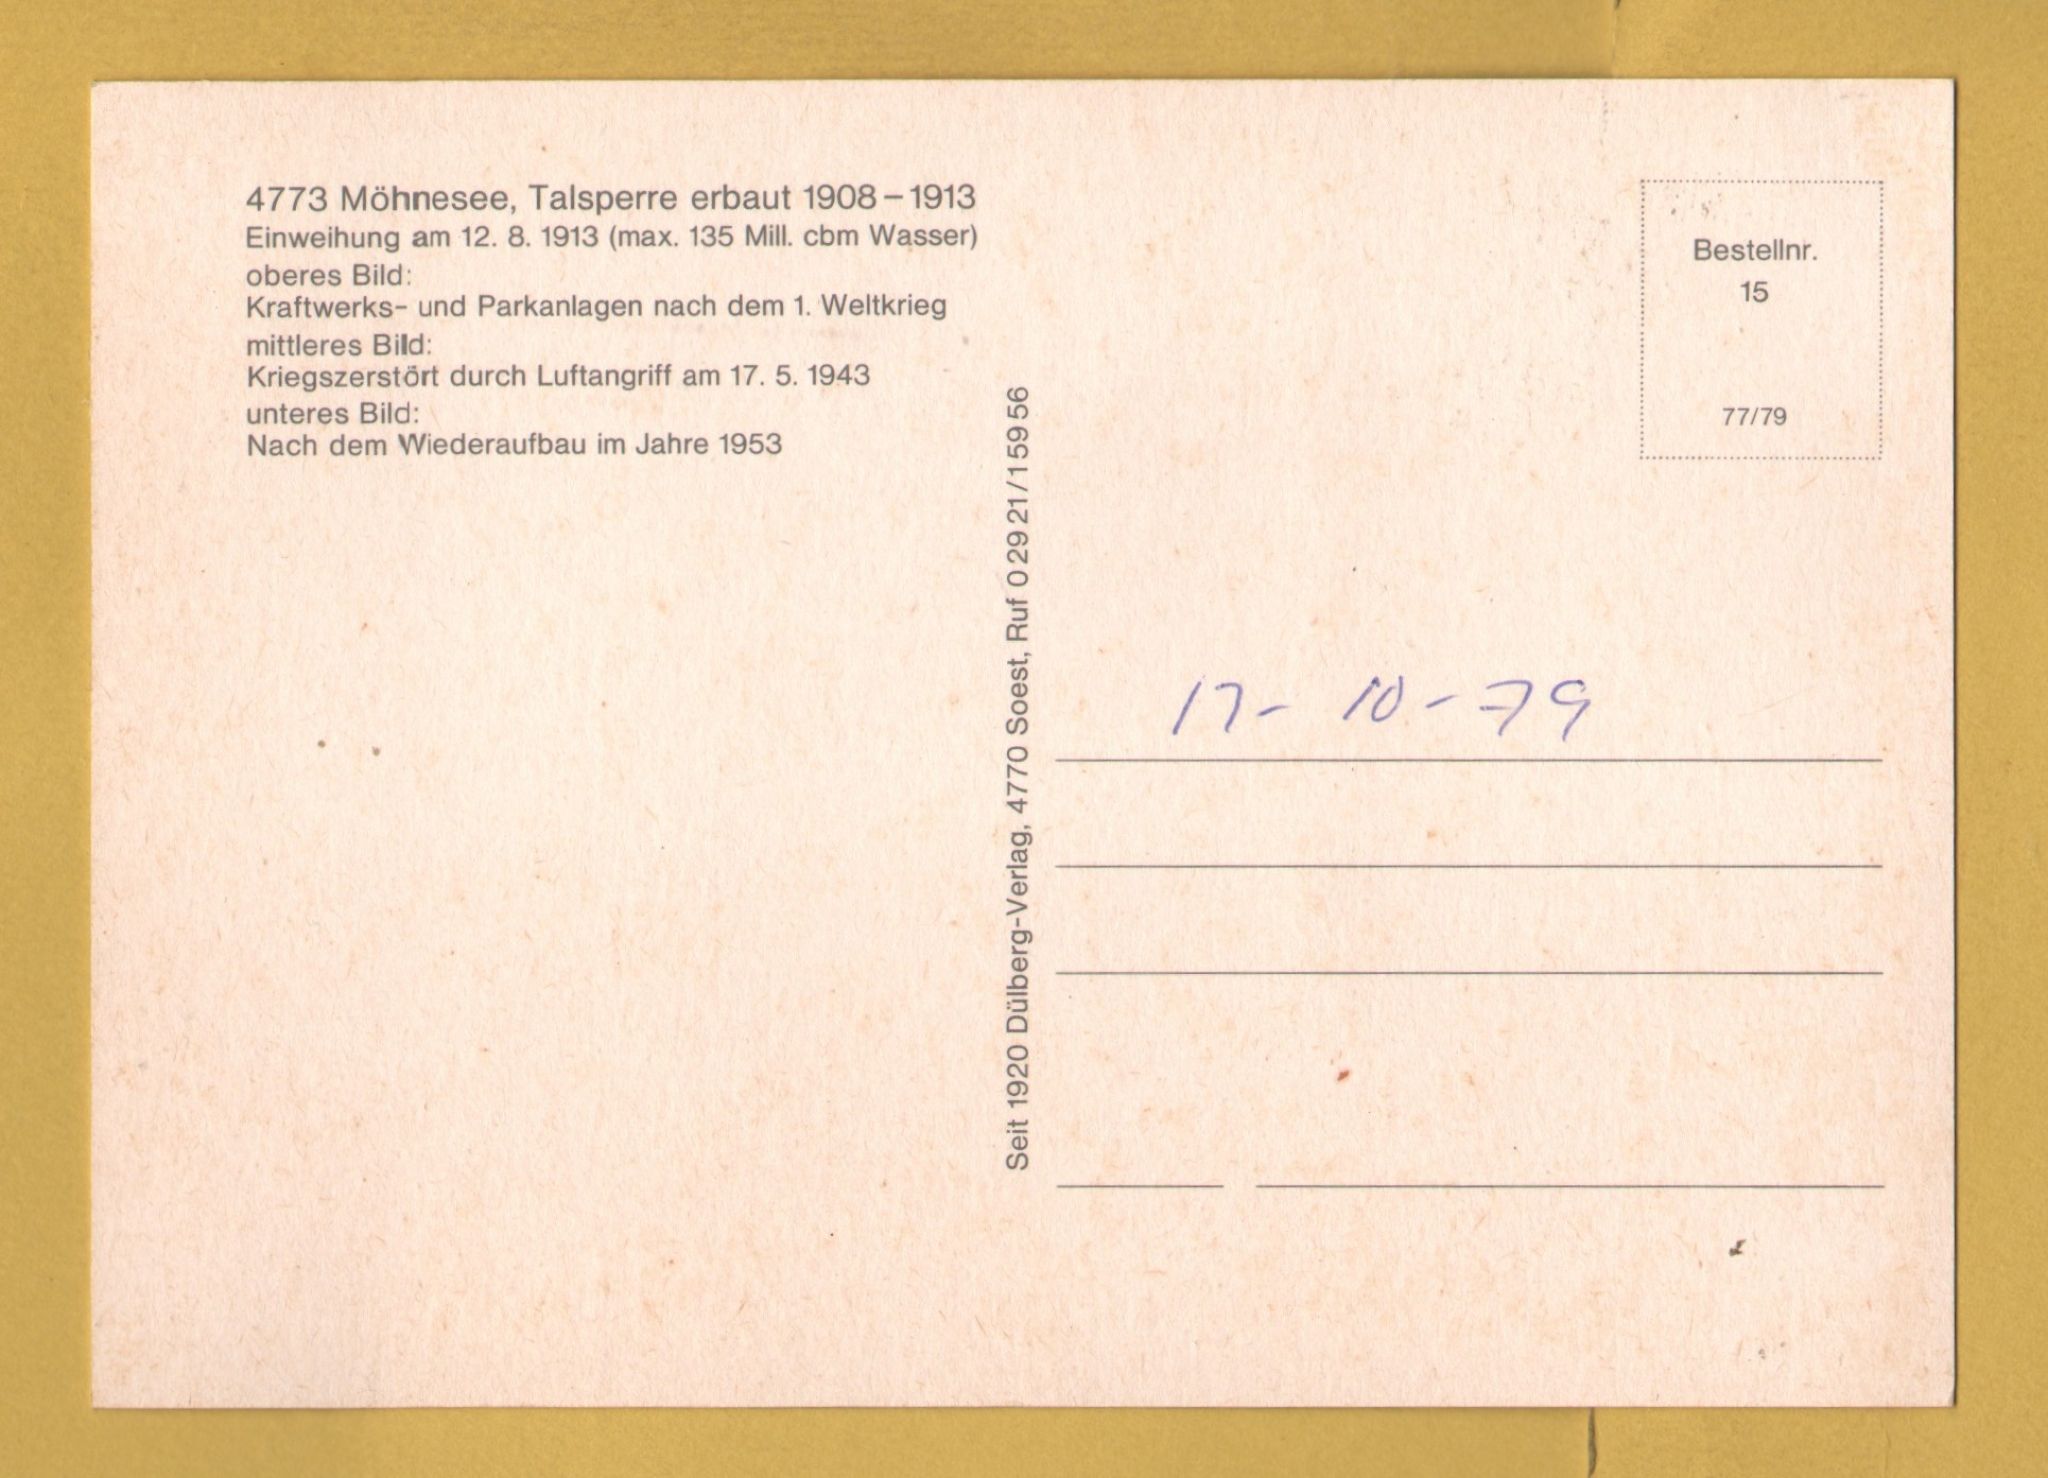 4773 Möhnesee, Talsperre erbaut 1908–1913
Einweihung am 12. 8. 1913 (max. 135 Mill. cbm Wasser)
oberes Bild:
Kraftwerks- und Parkanlagen nach dem 1. Weltkrieg
mittleres Bild:
Kriegszerstört durch Luftangriff am 17. 5. 1943
unteres Bild:
Nach dem Wiederaufbau im Jahre 1953
Seit 1920 Dülberg-Verlag, 4770 Soest, Ruf 0 29 21/1 59 56
Bestellnr.
15
77/79
17- 10-79